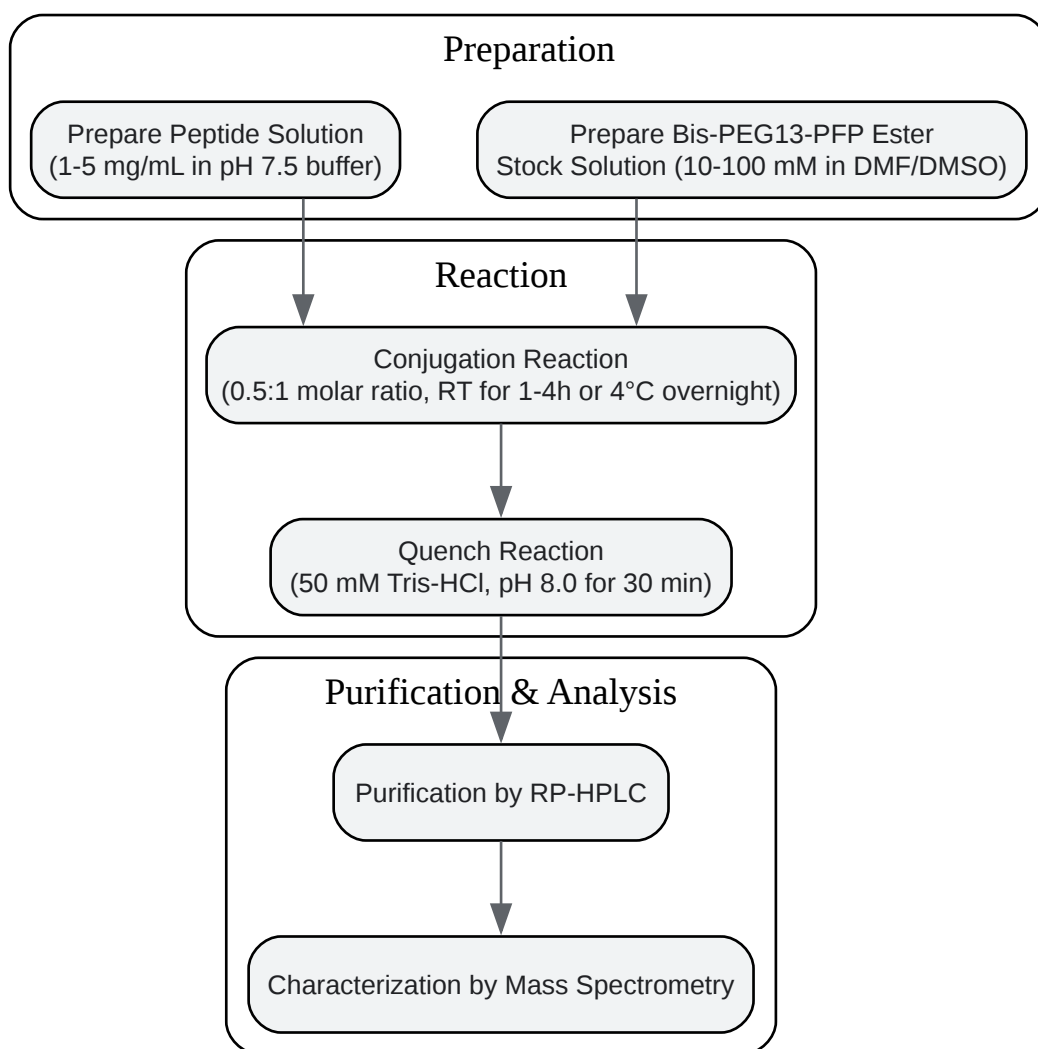 Preparation
Prepare Peptide Solution
(1-5 mg/mL in pH 7.5 buffer)
Prepare Bis-PEG13-PFP Ester
Stock Solution (10-100 mM in DMF/DMSO)
Reaction
Conjugation Reaction
(0.5:1 molar ratio, RT for 1-4h or 4°C overnight)
Quench Reaction
(50 mM Tris-HCl, pH 8.0 for 30 min)
Purification & Analysis
Purification by RP-HPLC
Characterization by Mass Spectrometry